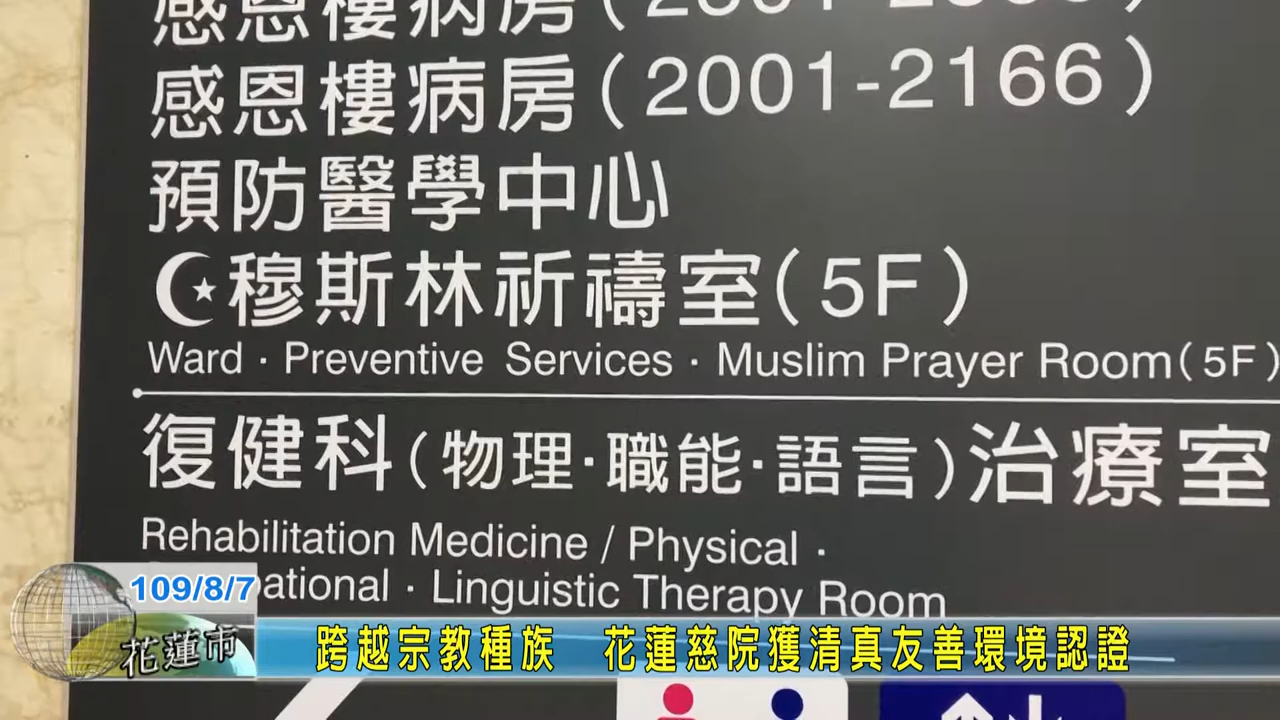 感恩樓病房(2001-2166)
預防醫學中心
穆斯林祈禱室(5F)
Ward · Preventive Services · Muslim Prayer Room(5F)
復健科(物理·職能·語言)治療室
Rehabilitation Medicine / Physical ·
Linguistic Therapy Room
109/8/7
花蓮市
跨越宗教種族 花蓮慈院獲清真友善環境認證